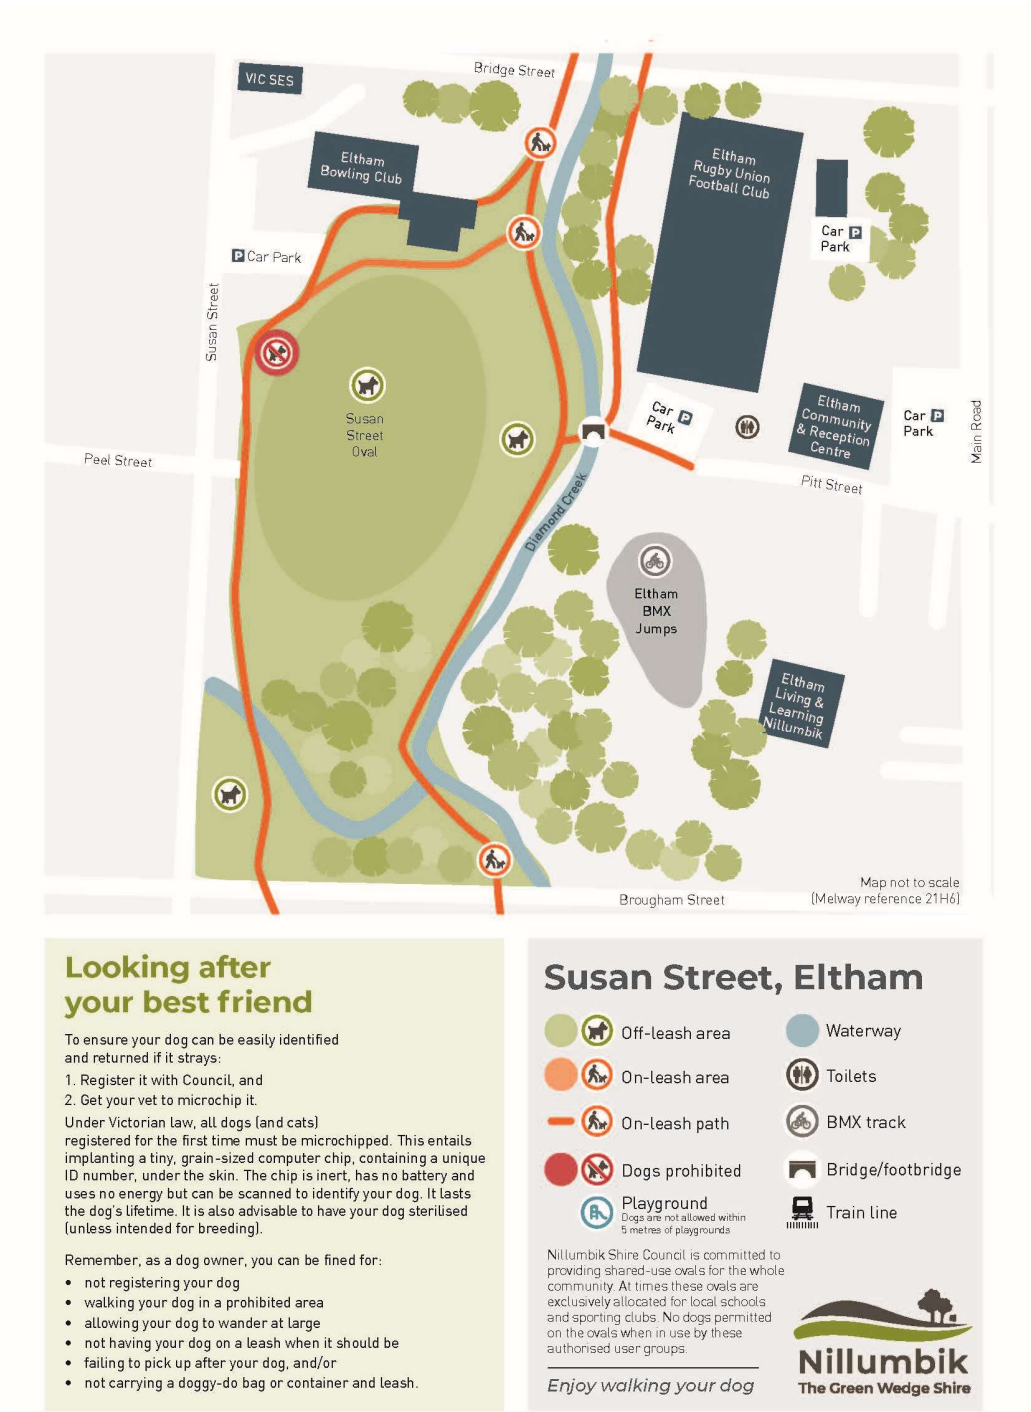 Bridge Street
VIC SES
Eltham
Bowling Club
Eltham
Rugby Union
Football Club
Car P
Park
P Car Park
Susan Street
Susan
Street
Oval
Car P
Park
Eltham
Community
& Reception
Centre
Car P
Park
Main Road
Peel Street
Pitt Street
Diamond Creek
Eltham
BMX
Jumps
Eltham
Living &
Learning
Nillumbik
Map not to scale
(Melway reference 21H6)
Brougham Street
Looking after
your best friend
To ensure your dog can be easily identified
and returned if it strays:
1. Register it with Council, and
2. Get your vet to microchip it.
Under Victorian law, all dogs (and cats)
registered for the first time must be microchipped. This entails
implanting a tiny, grain-sized computer chip, containing a unique
ID number, under the skin. The chip is inert, has no battery and
uses no energy but can be scanned to identify your dog. It lasts
the dog's lifetime. It is also advisable to have your dog sterilised
(unless intended for breeding).
Remember, as a dog owner, you can be fined for:
• not registering your dog
• walking your dog in a prohibited area
• allowing your dog to wander at large
• not having your dog on a leash when it should be
• failing to pick up after your dog, and/or
• not carrying a doggy-do bag or container and leash.
Susan Street, Eltham
Off-leash area
On-leash area
On-leash path
Dogs prohibited
Playground
Dogs are not allowed within
5 metres of playgrounds
Waterway
Toilets
BMX track
Bridge/footbridge
Train line
Nillumbik Shire Council is committed to
providing shared-use ovals for the whole
community. At times these ovals are
exclusively allocated for local schools
and sporting clubs. No dogs permitted
on the ovals when in use by these
authorised user groups.
Enjoy walking your dog
Nillumbik
The Green Wedge Shire